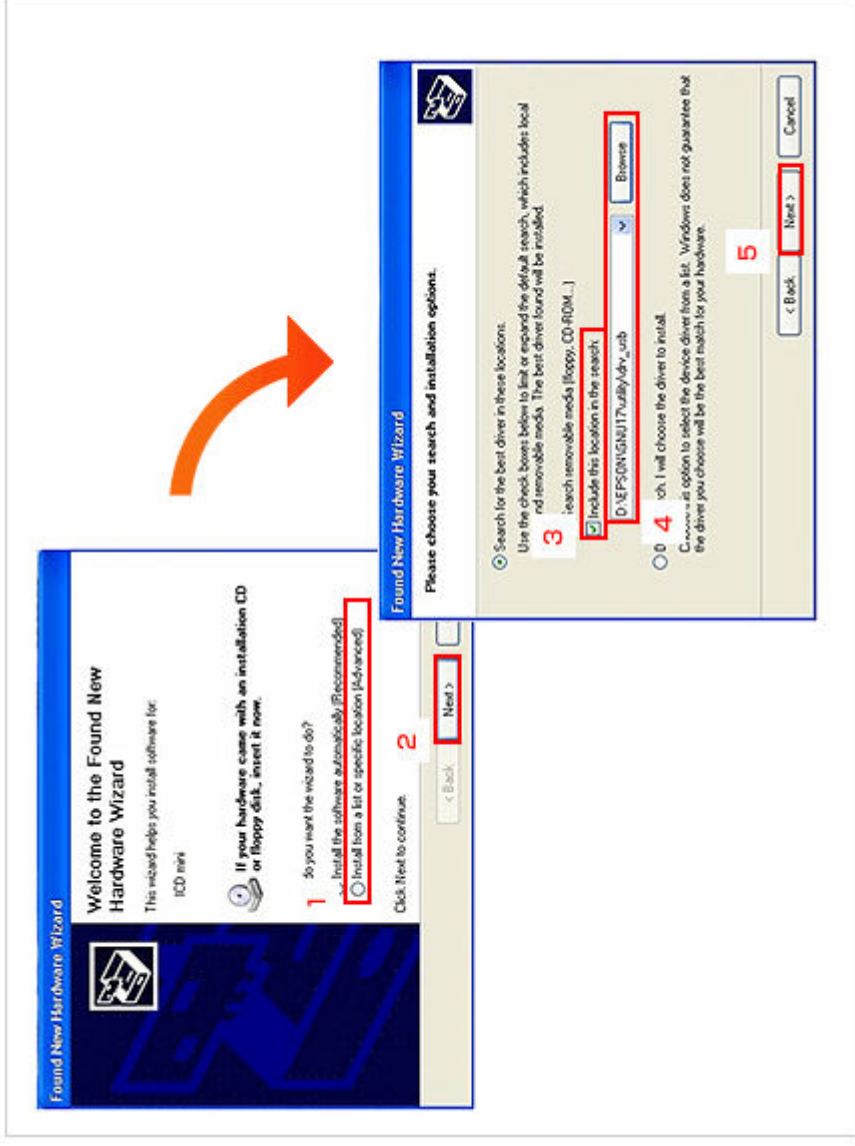 Found New Hardware Wizard
Welcome to the Found New
Hardware Wizard
This wizard helps you install software for:
ICD mini
If your hardware came with an installation CD
or floppy disk, insert it now.
do you want the wizard to do?
1
Install the software automatically (Recommended)
Install from a list or specific location (Advanced)
Click Next to continue.
2
< Back
Next >
Found New Hardware Wizard
Please choose your search and installation options.
Search for the best driver in these locations.
Use the check boxes below to limit or expand the default search, which includes local
nd removable media. The best driver found will be installed.
3
Search removable media (floppy, CD-ROM...)
Include this location in the search:
D:\EPSON\GNU17\utility\drv_usb
Browse
4
D ch. I will choose the driver to install.
Choose this option to select the device driver from a list. Windows does not guarantee that
the driver you choose will be the best match for your hardware.
5
< Back
Next >
Cancel